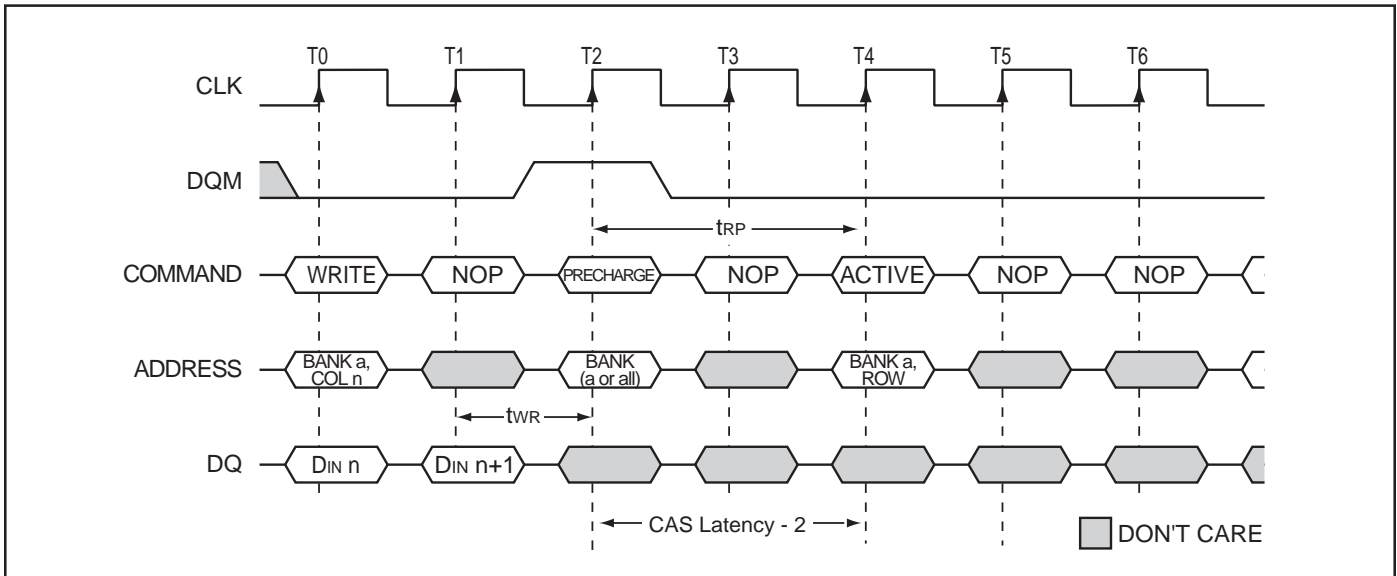 T0 T1 T2 T3 T4 T5 T6
CLK
DQM
tRP
COMMAND WRITE NOP PRECHARGE NOP ACTIVE NOP NOP
ADDRESS BANK a, COL n BANK (a or all) BANK a, ROW
tWR
DQ DIN n DIN n+1
CAS Latency - 2
DON'T CARE